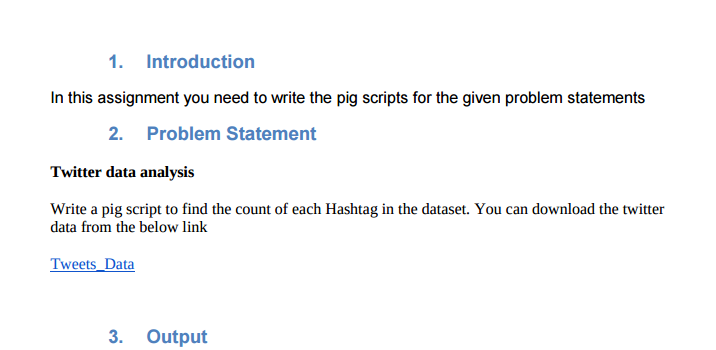 1. Introduction
In this assignment you need to write the pig scripts for the given problem statements
2. Problem Statement
Twitter data analysis
Write a pig script to find the count of each Hashtag in the dataset. You can download the twitter
data from the below link
Tweets_Data
3. Output